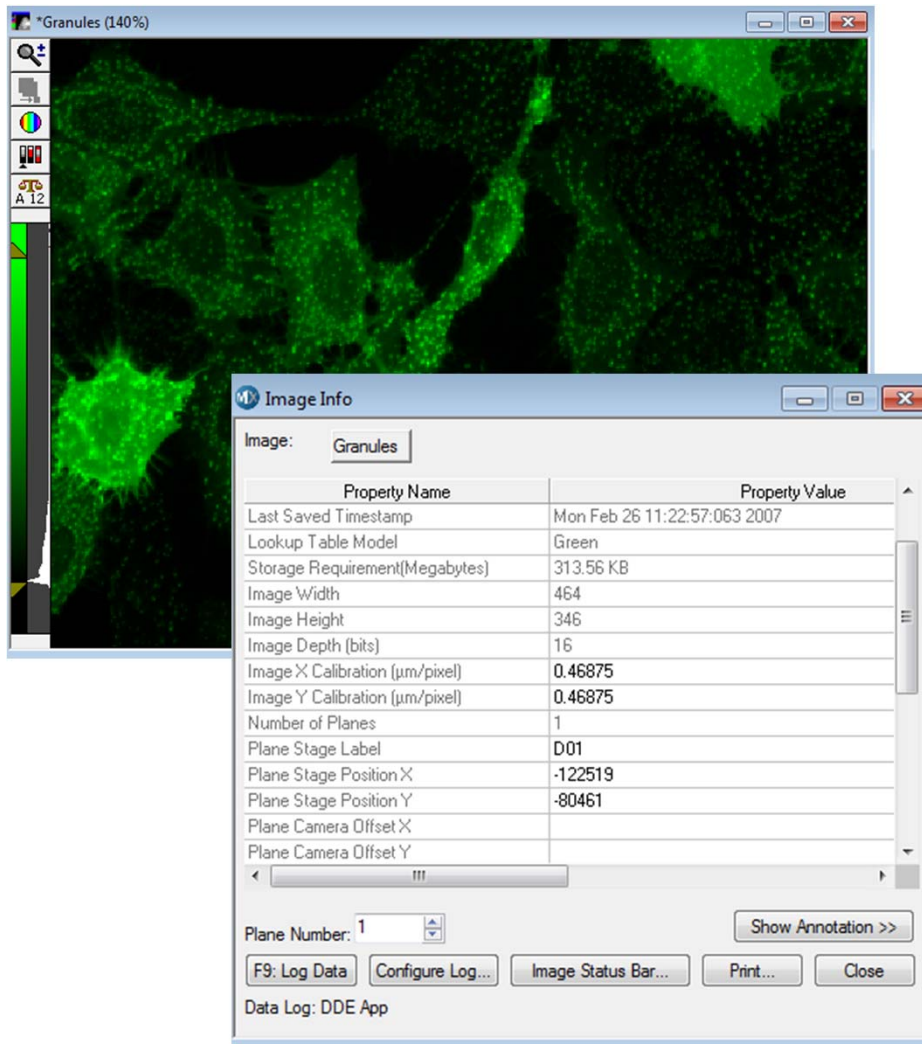 *Granules (140%)
A 12
MX Image Info
Image: Granules
Property Name Property Value
Last Saved Timestamp Mon Feb 26 11:22:57:063 2007
Lookup Table Model Green
Storage Requirement(Megabytes) 313.56 KB
Image Width 464
Image Height 346
Image Depth (bits) 16
Image X Calibration (µm/pixel) 0.46875
Image Y Calibration (µm/pixel) 0.46875
Number of Planes 1
Plane Stage Label D01
Plane Stage Position X -122519
Plane Stage Position Y -80461
Plane Camera Offset X
Plane Camera Offset Y
Plane Number: 1 Show Annotation >>
F9: Log Data Configure Log... Image Status Bar... Print... Close
Data Log: DDE App